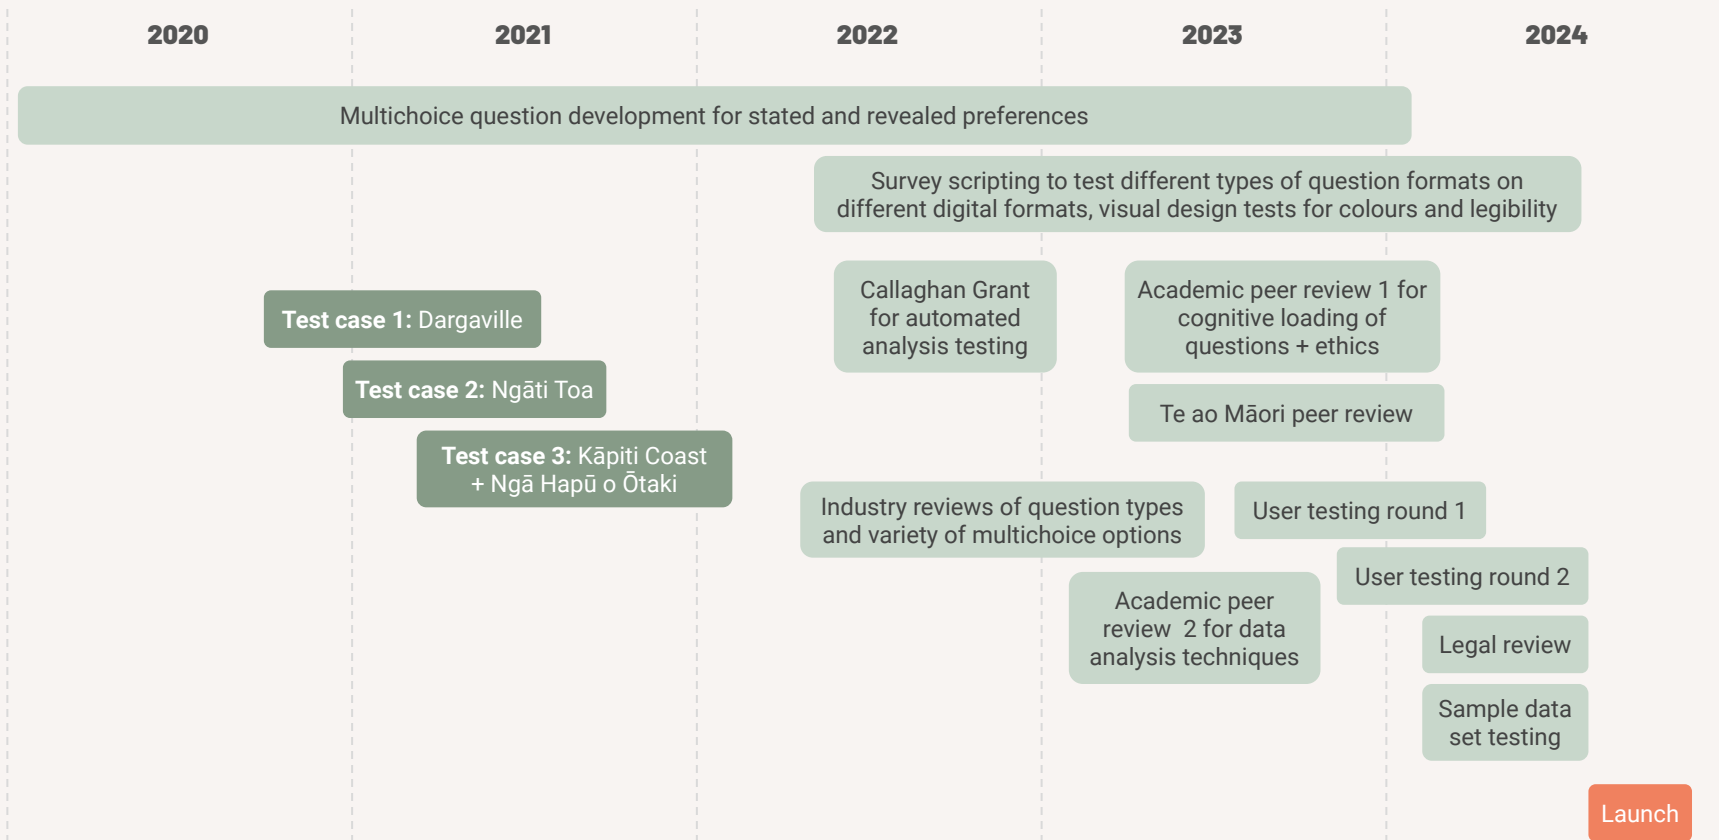 2020
2021
2022
2023
2024
Multichoice question development for stated and revealed preferences
Survey scripting to test different types of question formats on
different digital formats, visual design tests for colours and legibility
Callaghan Grant
for automated
analysis testing
Academic peer review 1 for
cognitive loading of
questions + ethics
Test case 1: Dargaville
Test case 2: Ngāti Toa
Te ao Māori peer review
Test case 3: Kāpiti Coast
+ Ngā Hapū o Ōtaki
Industry reviews of question types
and variety of multichoice options
User testing round 1
User testing round 2
Academic peer
review 2 for data
analysis techniques
Legal review
Sample data
set testing
Launch